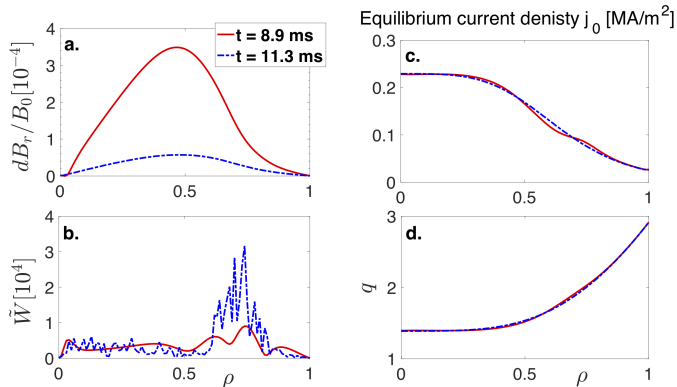 Equilibrium current denisty j_0 [MA/m^2]
a.
t = 8.9 ms
t = 11.3 ms
dB_r/B_0[10^-4]
4
3
2
1
0
0
0.5
1
c.
0.3
0.2
0.1
0
0
0.5
1
b.
W̃[10^4]
4
3
2
1
0
0
0.5
1
ρ
d.
q
3
2
1
0
0.5
1
ρ